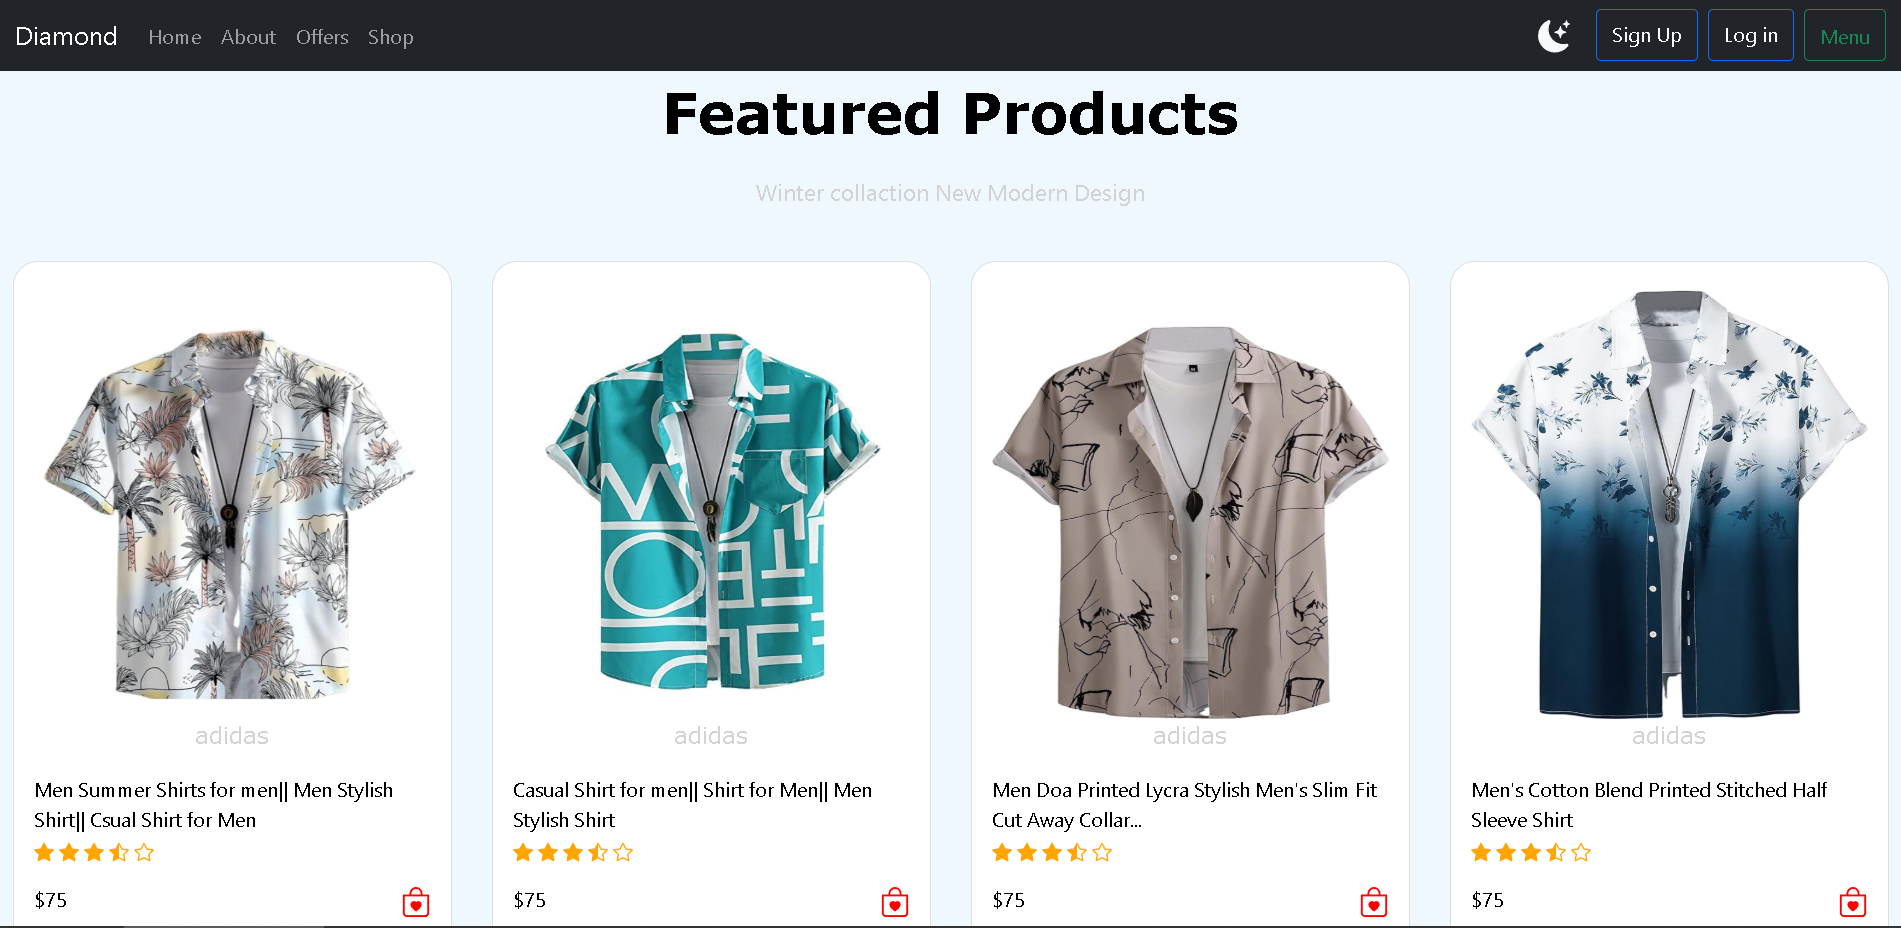 Diamond Home About Offers Shop Sign Up Log in Menu
Featured Products
Winter collaction New Modern Design
adidas adidas adidas adidas
Men Summer Shirts for men|| Men Stylish
Shirt|| Csual Shirt for Men
$75
Casual Shirt for men|| Shirt for Men|| Men
Stylish Shirt
$75
Men Doa Printed Lycra Stylish Men's Slim Fit
Cut Away Collar...
$75
Men's Cotton Blend Printed Stitched Half
Sleeve Shirt
$75